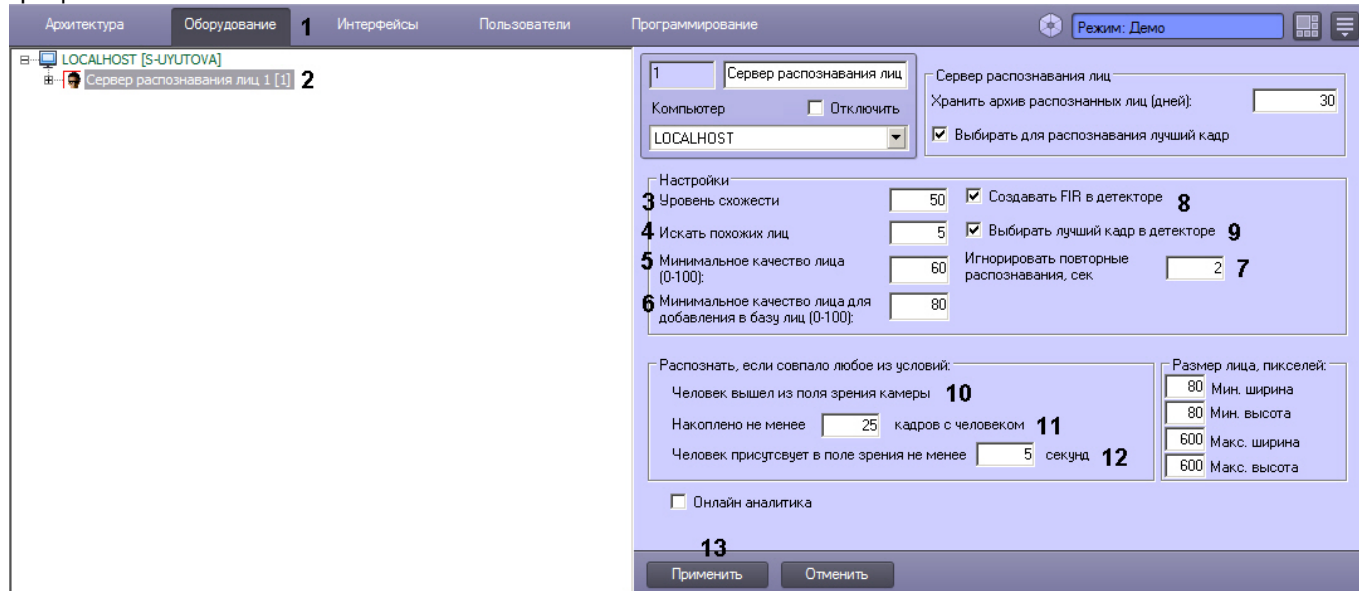 Архитектура Оборудование 1 Интерфейсы Пользователи Программирование Режим: Демо
LOCALHOST [S-UYUTOVA]
Сервер распознавания лиц 1 [1] 2
1 Сервер распознавания лиц
Компьютер Отключить
LOCALHOST
Сервер распознавания лиц
Хранить архив распознанных лиц (дней): 30
Выбирать для распознавания лучший кадр
Настройки
3 Уровень схожести 50 Создавать FIR в детекторе 8
4 Искать похожих лиц 5 Выбирать лучший кадр в детекторе 9
5 Минимальное качество лица
(0-100): 60
Игнорировать повторные
распознавания, сек 2 7
6 Минимальное качество лица для
добавления в базу лиц (0-100): 80
Распознать, если совпало любое из условий:
Человек вышел из поля зрения камеры 10
Накоплено не менее 25 кадров с человеком 11
Человек присутсвует в поле зрения не менее 5 секунд 12
Размер лица, пикселей:
80 Мин. ширина
80 Мин. высота
600 Макс. ширина
600 Макс. высота
Онлайн аналитика
13
Применить Отменить